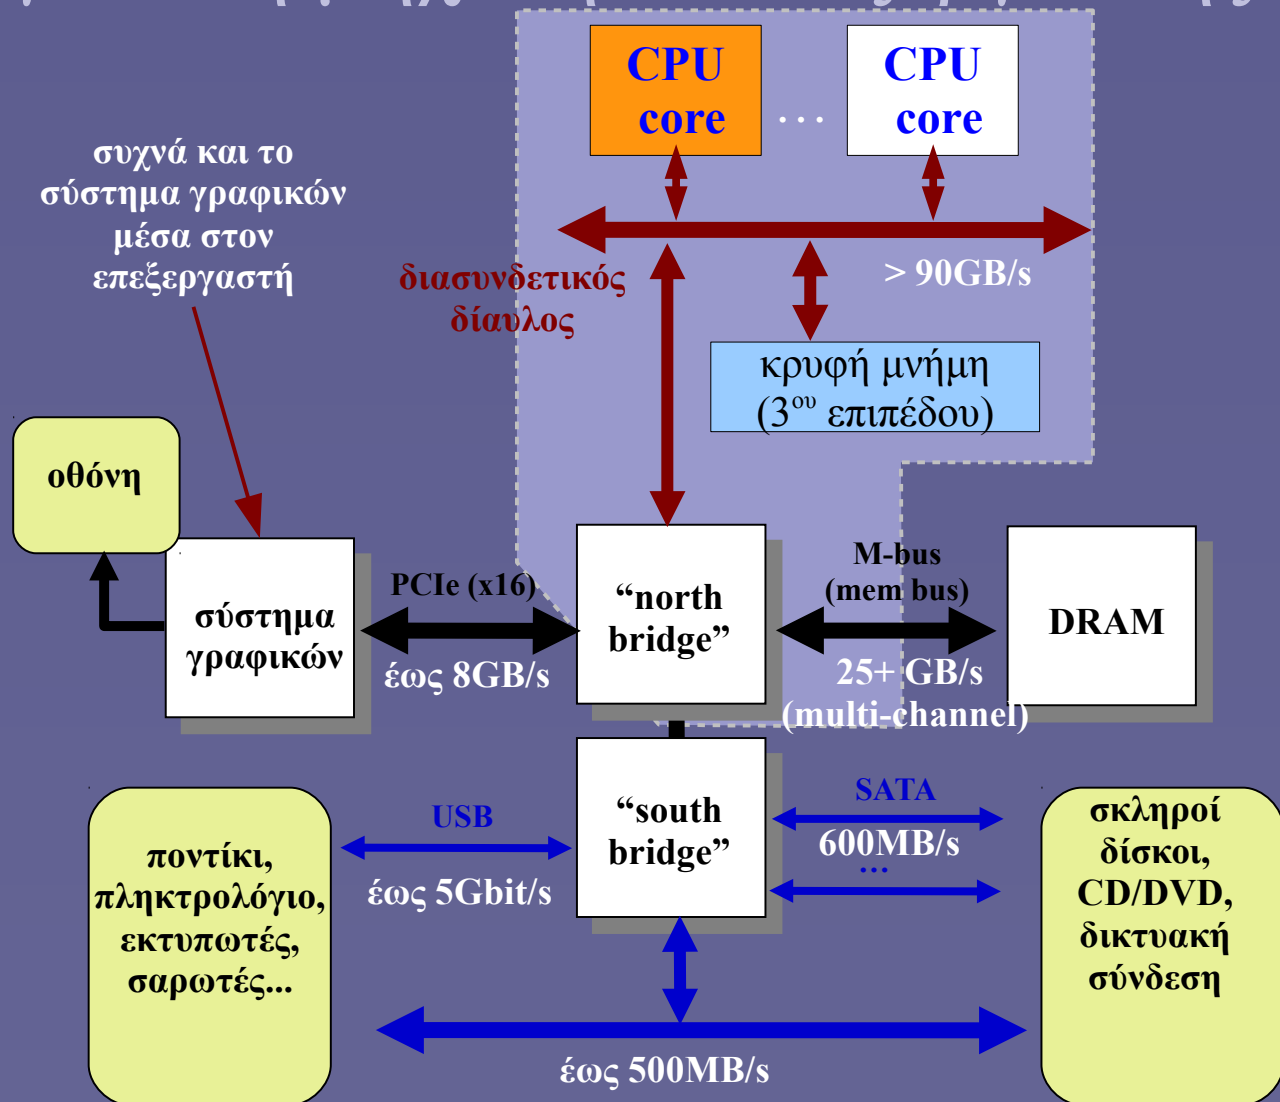 CPU
core
...
CPU
core
συχνά και το
σύστημα γραφικών
μέσα στον
επεξεργαστή
διασυνδετικός
δίαυλος
> 90GB/s
κρυφή μνήμη
(3ου επιπέδου)
οθόνη
σύστημα
γραφικών
PCIe (x16)
έως 8GB/s
“north
bridge”
M-bus
(mem bus)
25+ GB/s
(multi-channel)
DRAM
“south
bridge”
USB
έως 5Gbit/s
SATA
600MB/s
...
ποντίκι,
πληκτρολόγιο,
εκτυπωτές,
σαρωτές...
σκληροί
δίσκοι,
CD/DVD,
δικτυακή
σύνδεση
έως 500MB/s